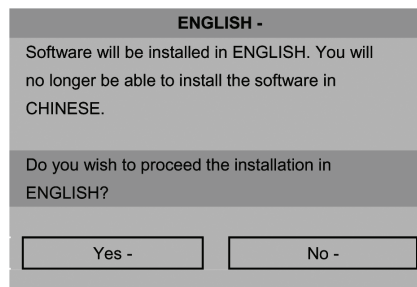 ENGLISH -
Software will be installed in ENGLISH. You will
no longer be able to install the software in
CHINESE.
Do you wish to proceed the installation in
ENGLISH?
Yes -
No -